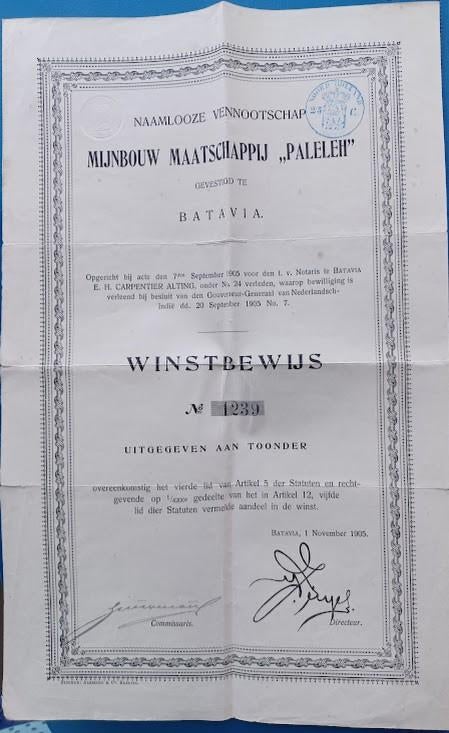 NOORD HOLLAND
25 C.
NAAMLOOZE VENNOOTSCHAP
MIJNBOUW MAATSCHAPPIJ „PALELEH”
GEVESTIGD TE
BATAVIA.
Opgericht bij acte den 7den September 1905 voor den t. v. Notaris te BATAVIA
E. H. CARPENTIER ALTING, onder No. 24 verleden, waarop bewilliging is
verleend bij besluit van den Gouverneur-Generaal van Nederlandsch-
Indië dd. 20 September 1905 No. 7.
WINSTBEWIJS
No 1239
UITGEGEVEN AAN TOONDER
overeenkomstig het vierde lid van Artikel 5 der Statuten en recht-
gevende op gedeelte van het in Artikel 12, vijfde
lid dier Statuten vermelde aandeel in de winst.
BATAVIA, 1 November 1905.
Commissaris.
Directeur.